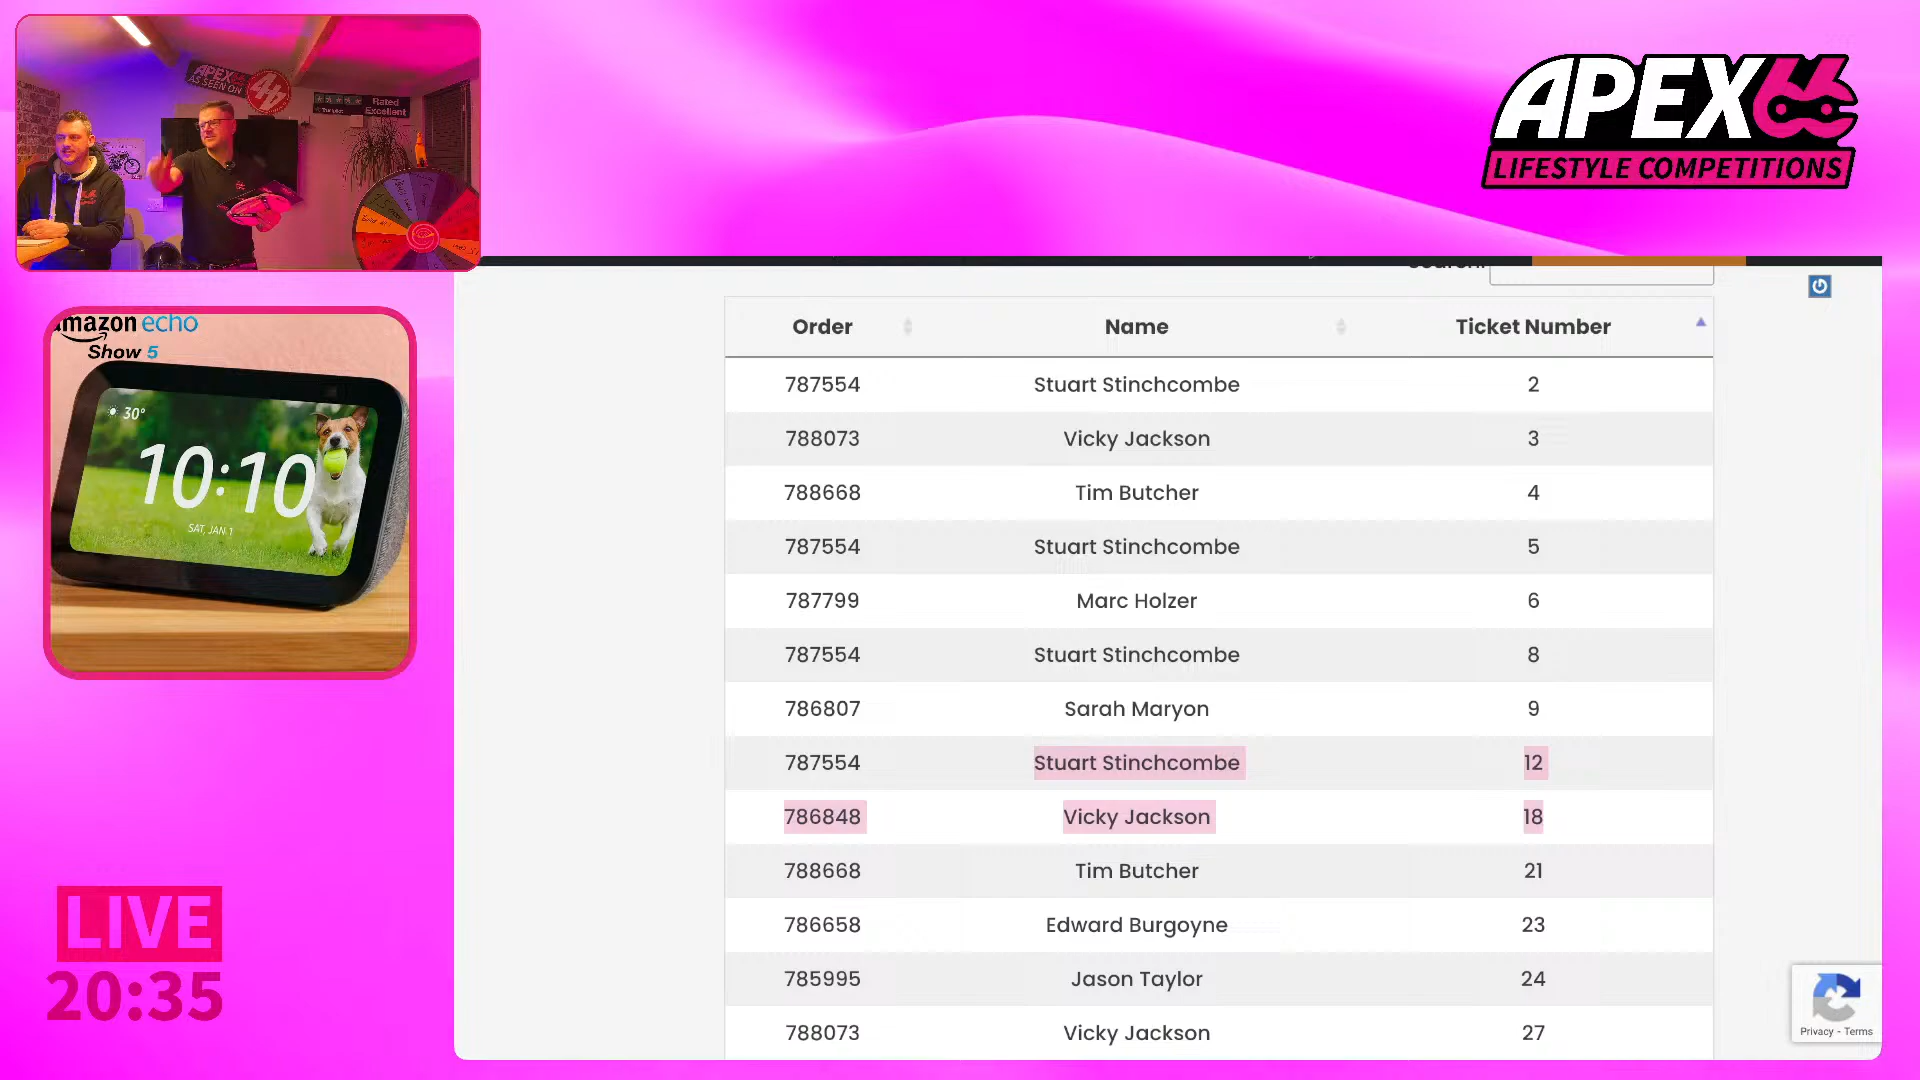 APEX
AS SEEN ON
Rated
Excellent
APEX66
LIFESTYLE COMPETITIONS
amazon echo
Show 5
30°
10:10
SAT, JAN 1
Order Name Ticket Number
787554 Stuart Stinchcombe 2
788073 Vicky Jackson 3
788668 Tim Butcher 4
787554 Stuart Stinchcombe 5
787799 Marc Holzer 6
787554 Stuart Stinchcombe 8
786807 Sarah Maryon 9
787554 Stuart Stinchcombe 12
786848 Vicky Jackson 18
788668 Tim Butcher 21
786658 Edward Burgoyne 23
785995 Jason Taylor 24
788073 Vicky Jackson 27
LIVE
20:35
Privacy - Terms